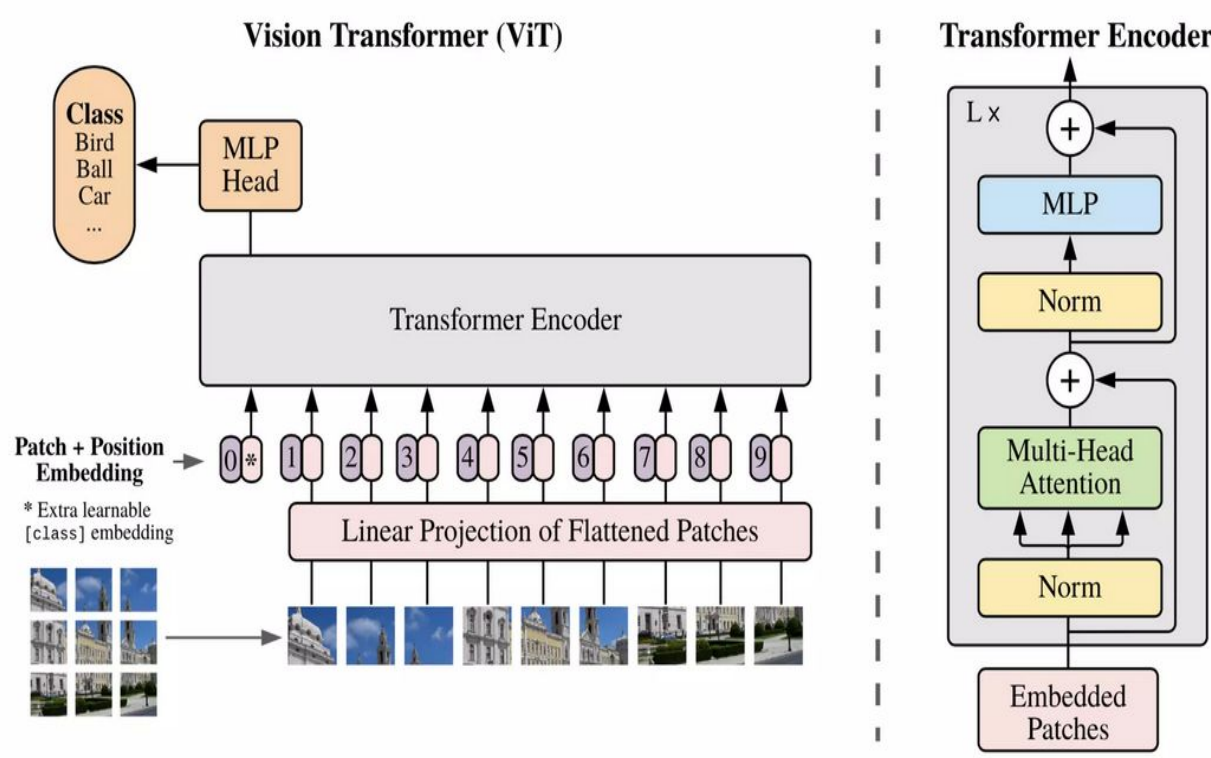 Vision Transformer (ViT)
Class
Bird
Ball
Car
...
MLP
Head
Transformer Encoder
Patch + Position
Embedding
0 * 1 2 3 4 5 6 7 8 9
* Extra learnable
[class] embedding
Linear Projection of Flattened Patches
Transformer Encoder
L x
+
MLP
Norm
+
Multi-Head
Attention
Norm
Embedded
Patches